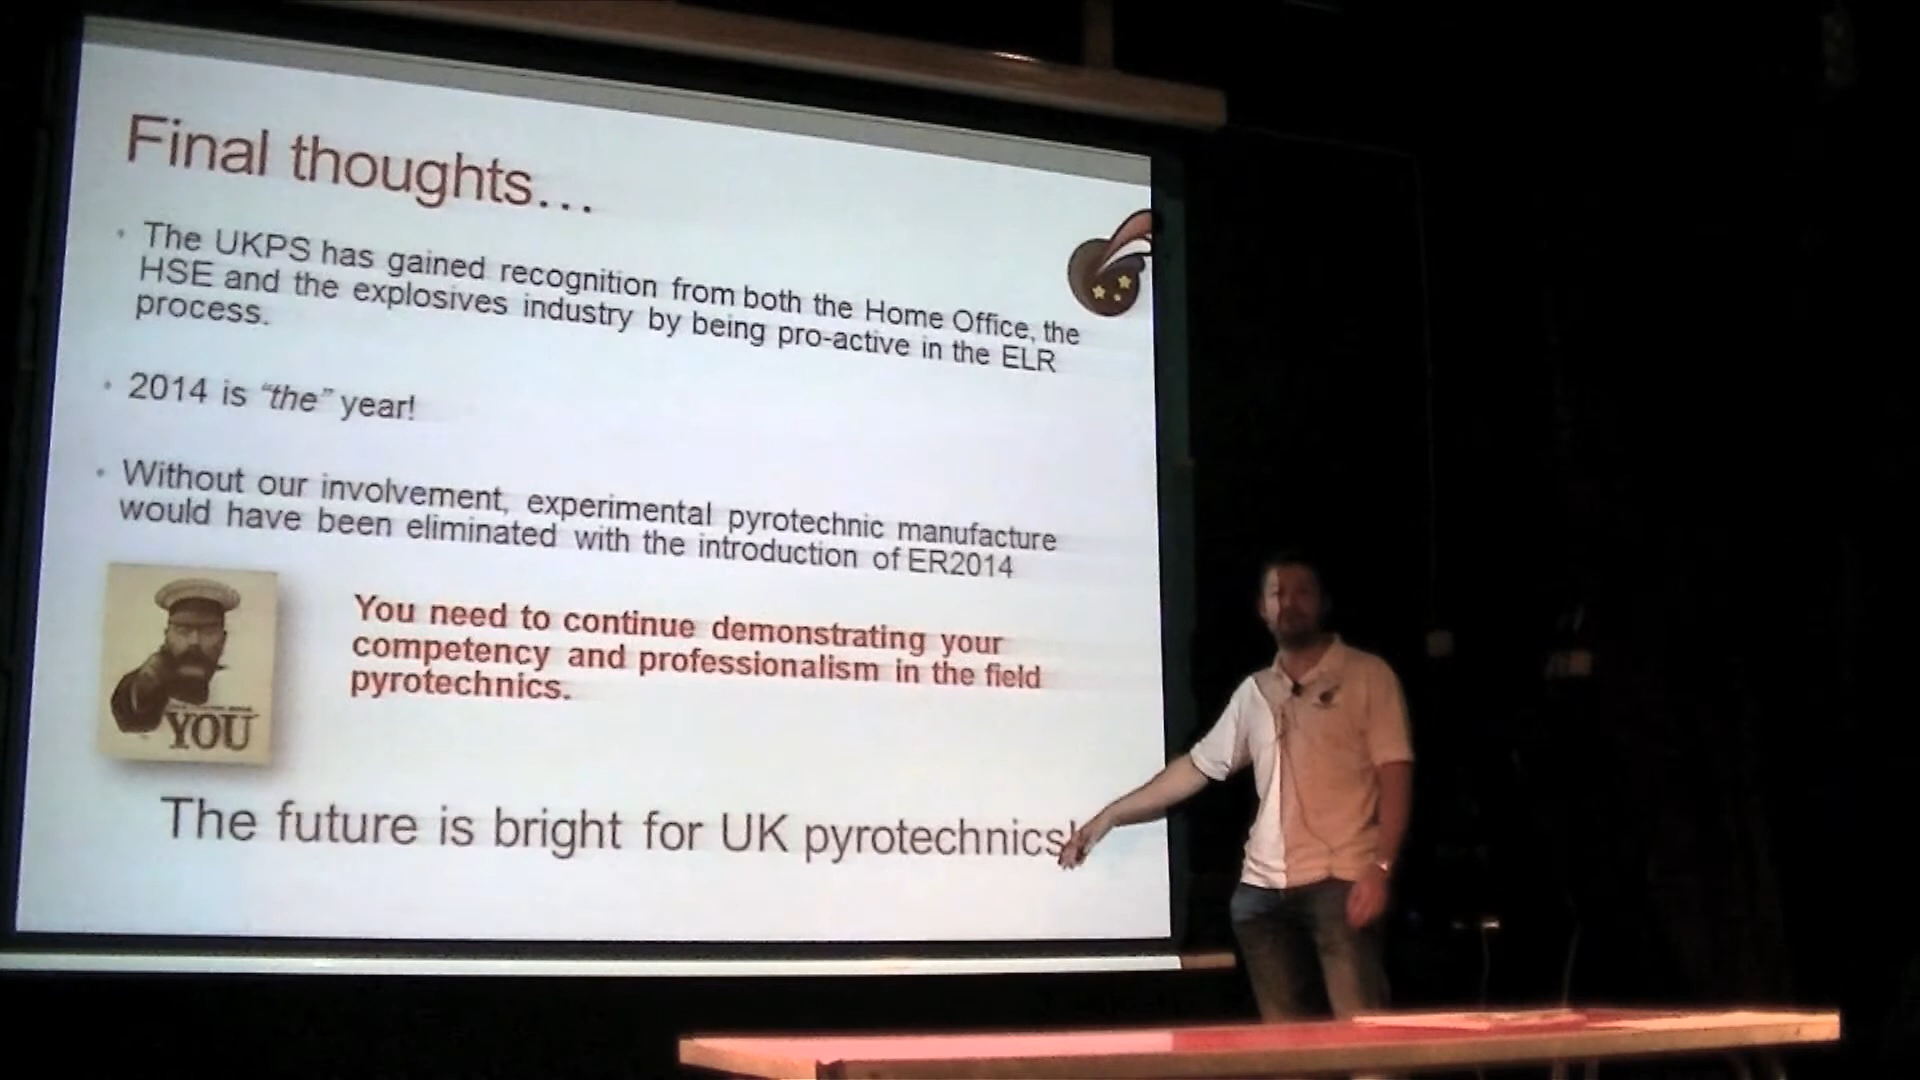 Final thoughts...
The UKPS has gained recognition from both the Home Office, the
HSE and the explosives industry by being pro-active in the ELR
process.
2014 is “the” year!
Without our involvement, experimental pyrotechnic manufacture
would have been eliminated with the introduction of ER2014
You need to continue demonstrating your
competency and professionalism in the field
pyrotechnics.
YOU
The future is bright for UK pyrotechnics!